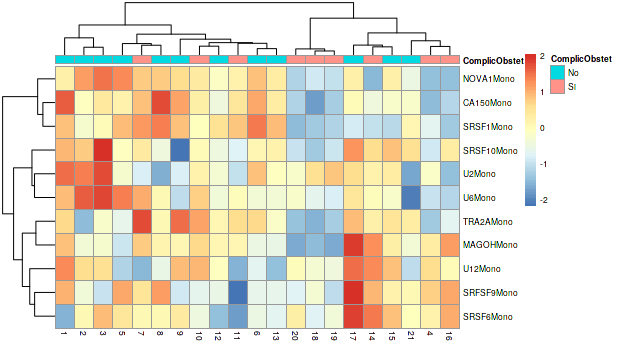 ComplicObstet
NOVA1Mono
CA150Mono
SRSF1Mono
SRSF10Mono
U2Mono
U6Mono
TRA2AMono
MAGOHMono
U12Mono
SRFSF9Mono
SRSF6Mono
1 2 3 5 7 8 9 10 12 11 6 13 20 18 19 17 14 15 21 4 16
2
1
0
-1
-2
ComplicObstet
No
SI